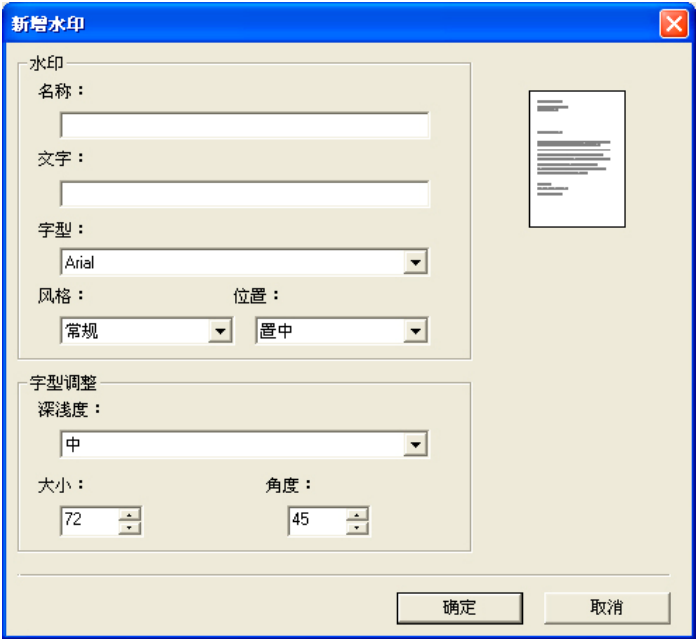 新增水印
水印
名称：
文字：
字型：
Arial
风格： 位置：
常规 置中
字型调整
深浅度：
中
大小： 角度：
72 45
确定 取消